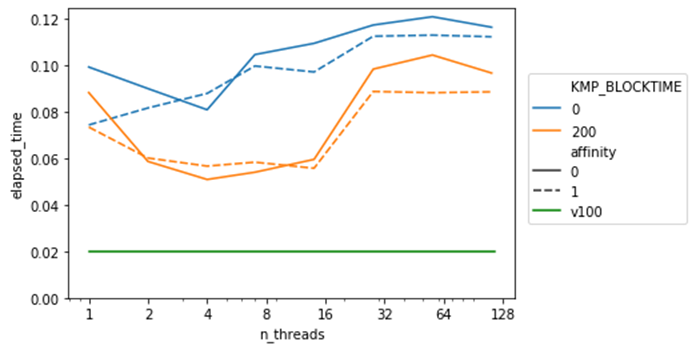 0.12
0.10
0.08
0.06
0.04
0.02
0.00
elapsed_time
1 2 4 8 16 32 64 128
n_threads
KMP_BLOCKTIME
0
200
affinity
0
1
v100